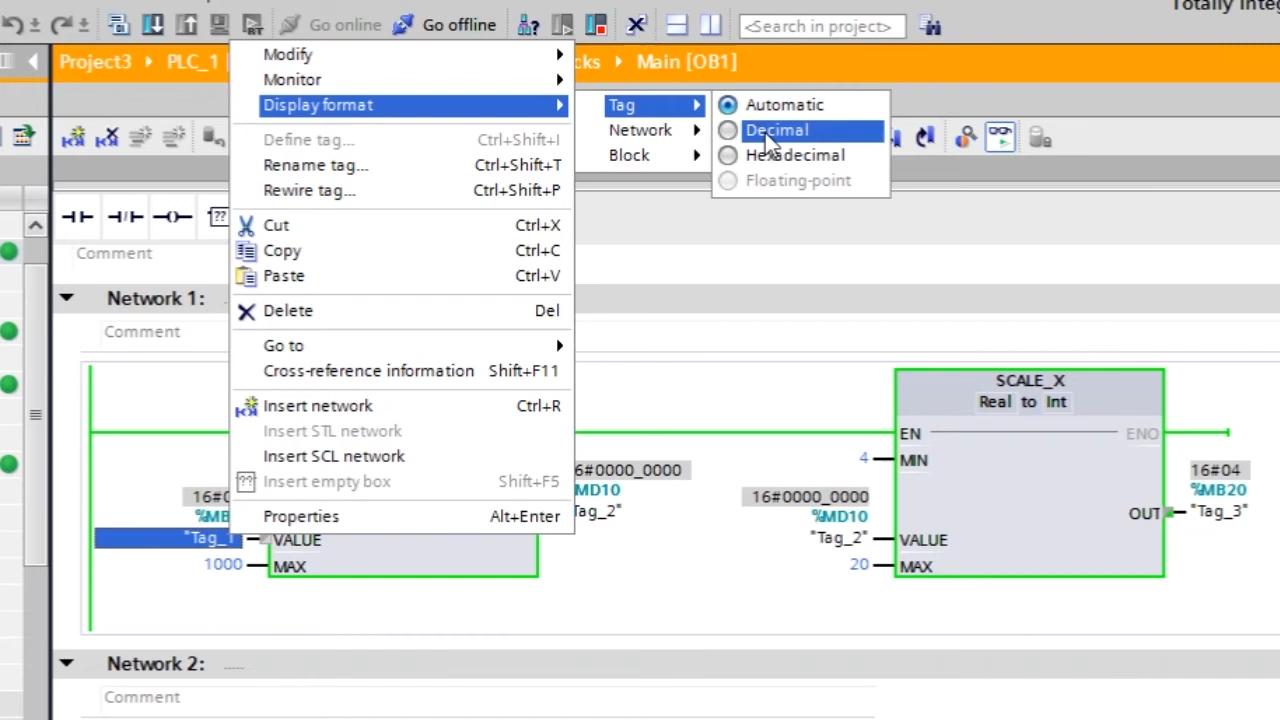 Totally Inte
Go online
Go offline
<Search in project>
Project3
PLC_1
cks
Main [OB1]
Modify
Monitor
Display format
Define tag... Ctrl+Shift+I
Rename tag... Ctrl+Shift+T
Rewire tag... Ctrl+Shift+P
Cut Ctrl+X
Copy Ctrl+C
Paste Ctrl+V
Delete Del
Go to
Cross-reference information Shift+F11
Insert network Ctrl+R
Insert STL network
Insert SCL network
Insert empty box Shift+F5
Properties Alt+Enter
Tag
Network
Block
Automatic
Decimal
Hexadecimal
Floating-point
??
Comment
Network 1:
Comment
16#0
%MB
"Tag_1
VALUE
1000
MAX
6#0000_0000
%MD10
Tag_2"
SCALE_X
Real to Int
EN
ENO
4
MIN
16#0000_0000
%MD10
"Tag_2"
VALUE
20
MAX
OUT
16#04
%MB20
"Tag_3"
Network 2:
Comment